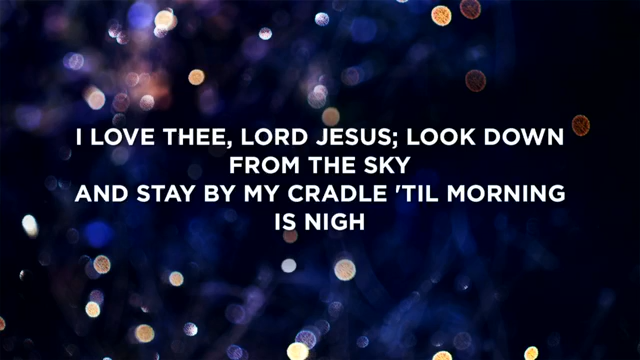 I LOVE THEE, LORD JESUS; LOOK DOWN
FROM THE SKY
AND STAY BY MY CRADLE 'TIL MORNING
IS NIGH